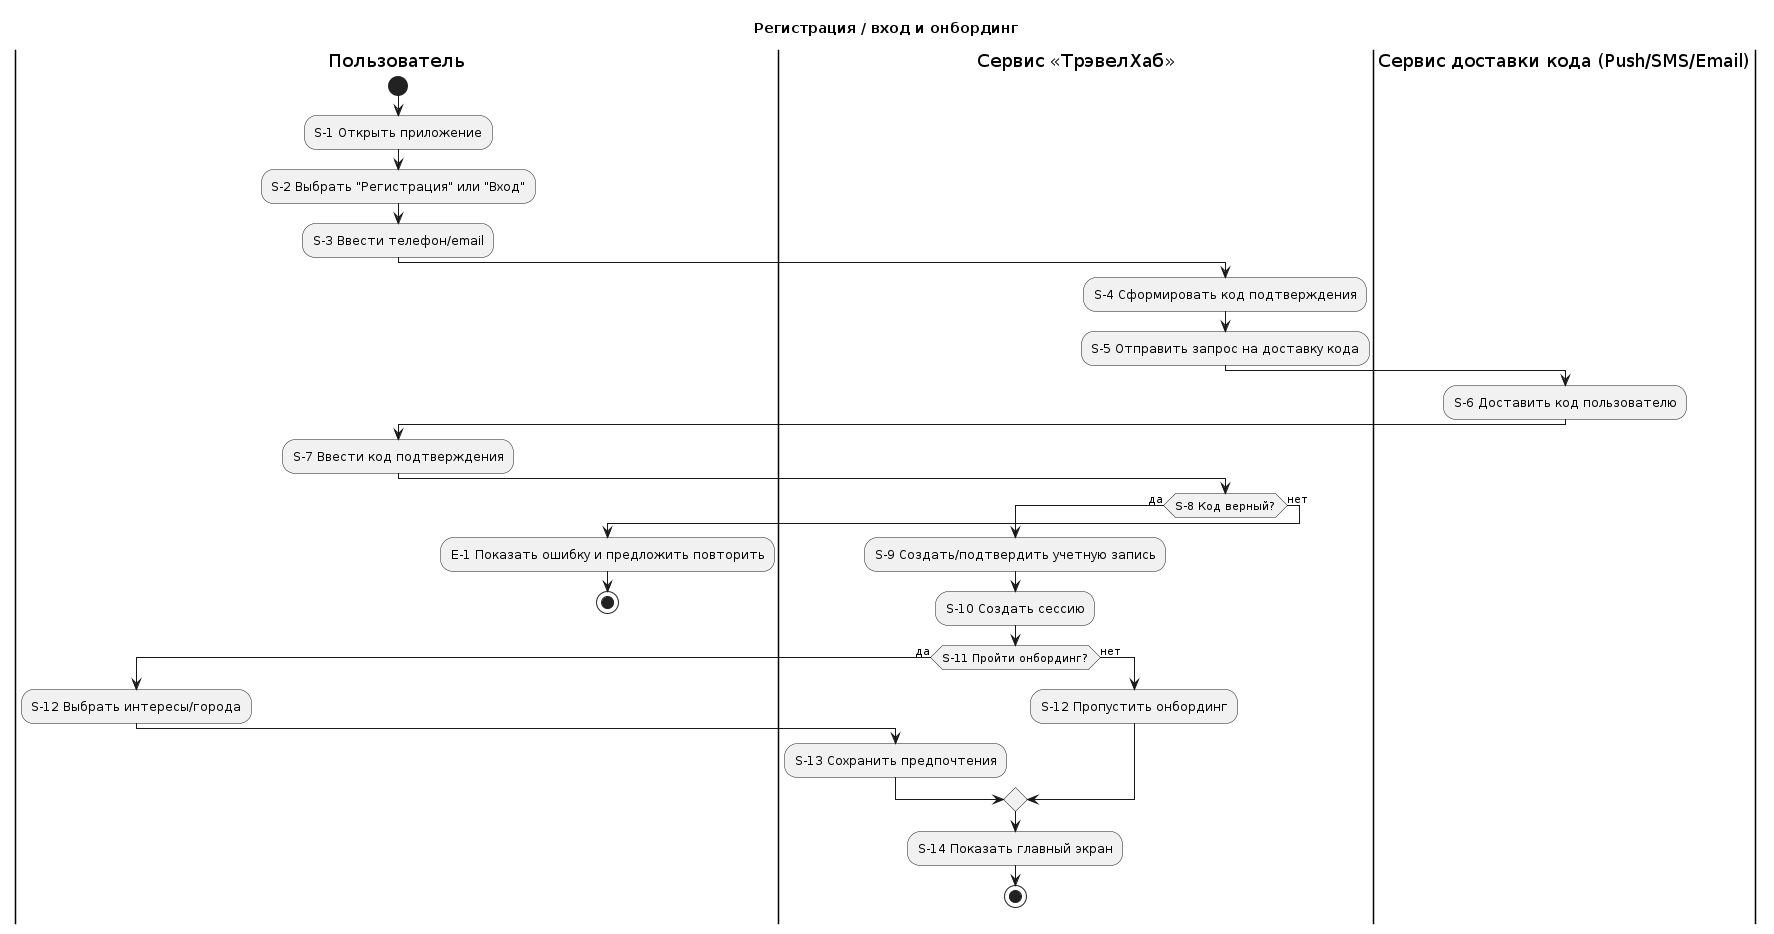 Регистрация / вход и онбординг
Пользователь
Сервис «ТрэвелХаб»
Сервис доставки кода (Push/SMS/Email)
S-1 Открыть приложение
S-2 Выбрать "Регистрация" или "Вход"
S-3 Ввести телефон/email
S-4 Сформировать код подтверждения
S-5 Отправить запрос на доставку кода
S-6 Доставить код пользователю
S-7 Ввести код подтверждения
да
S-8 Код верный?
нет
E-1 Показать ошибку и предложить повторить
S-9 Создать/подтвердить учетную запись
S-10 Создать сессию
да
S-11 Пройти онбординг?
нет
S-12 Выбрать интересы/города
S-12 Пропустить онбординг
S-13 Сохранить предпочтения
S-14 Показать главный экран